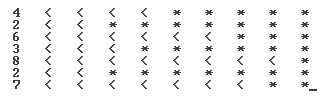 4 < < < < * * * * *
2 < < * * * * * * *
6 < < < < < < * * *
3 < < < * * * * * *
8 < < < < < < < < *
2 < < * * * * * * *
7 < < < < < < < * *_